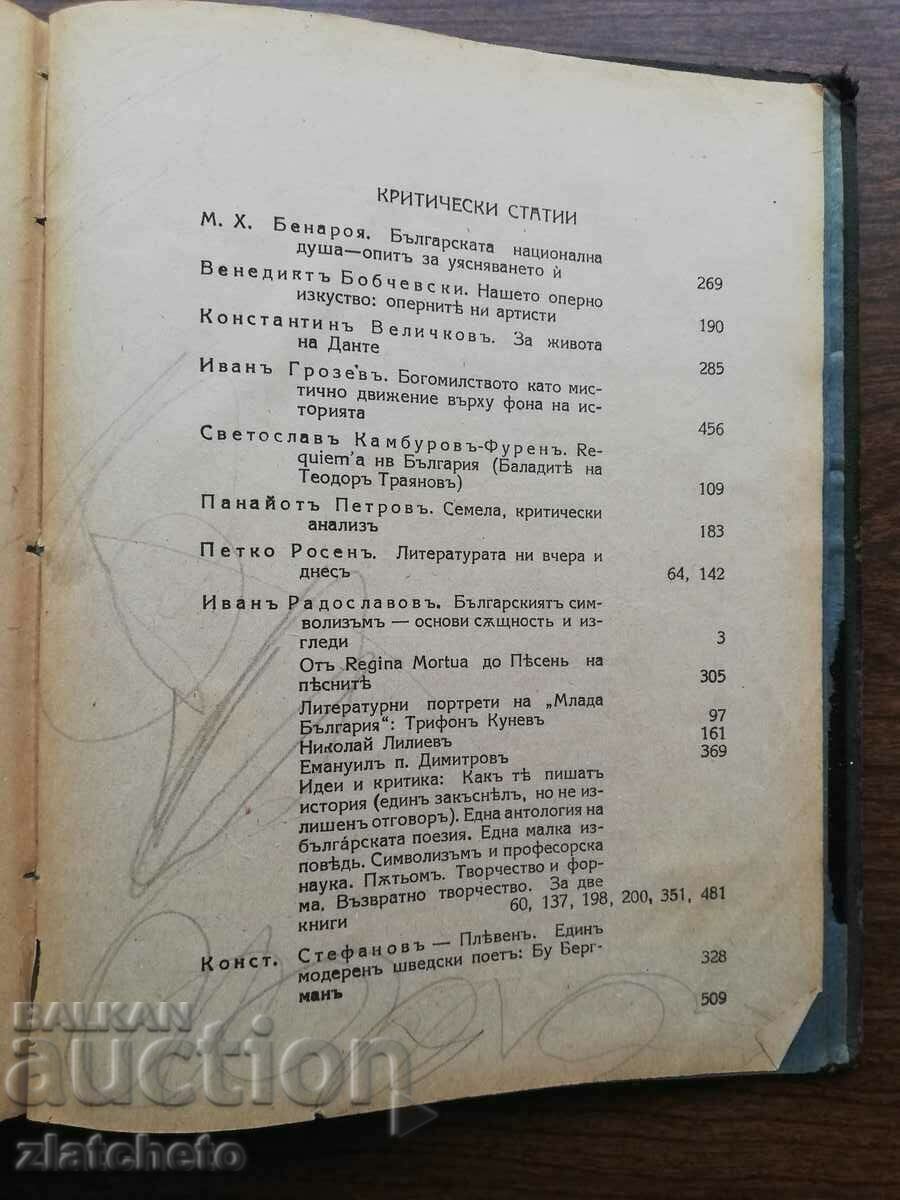 КРИТИЧЕСКИ СТАТИИ
М. Х. Бенароя. Българската национална
душа—опитъ за уясняването ѝ 269
Венедиктъ Бобчевски. Нашето оперно
изкуство: опернитѣ ни артисти 190
Константинъ Величковъ. За живота
на Данте 285
Иванъ Грозевъ. Богомилството като мис-
тично движение върху фона на ис-
торията 456
Светославъ Камбуровъ-Фуренъ. Re-
quiem'а нв България (Баладитѣ на
Теодоръ Траяновъ) 109
Панайотъ Петровъ. Семела, критически
анализъ 183
Петко Росенъ. Литературата ни вчера и
днесъ 64, 142
Иванъ Радославовъ. Българскиятъ сим-
волизъмъ — основи сѫщность и из-
гледи 3
Отъ Regina Mortua до Пѣсень на
пѣснитѣ 305
Литературни портрети на „Млада
България“: Трифонъ Куневъ 97
Николай Лилиевъ 161
Емануилъ п. Димитровъ 369
Идеи и критика: Какъ тѣ пишатъ
история (единъ закъснѣлъ, но не из-
лишенъ отговоръ). Една антология на
българската поезия. Една малка из-
повѣдь. Символизъмъ и професорска
наука. Пѫтьомъ. Творчество и фор-
ма. Възвратно творчество. За две
книги 60, 137, 198, 200, 351, 481
Конст. Стефановъ — Плѣвенъ. Единъ
модеренъ шведски поетъ: Бу Берг- 328
манъ 509
BALKAN
auction
zlatcheto